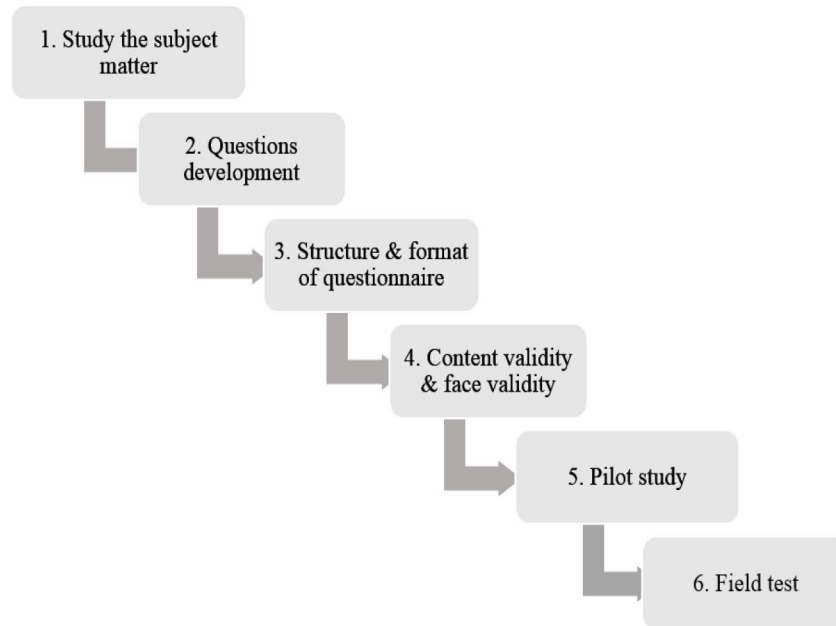 1. Study the subject
matter
2. Questions
development
3. Structure & format
of questionnaire
4. Content validity
& face validity
5. Pilot study
6. Field test